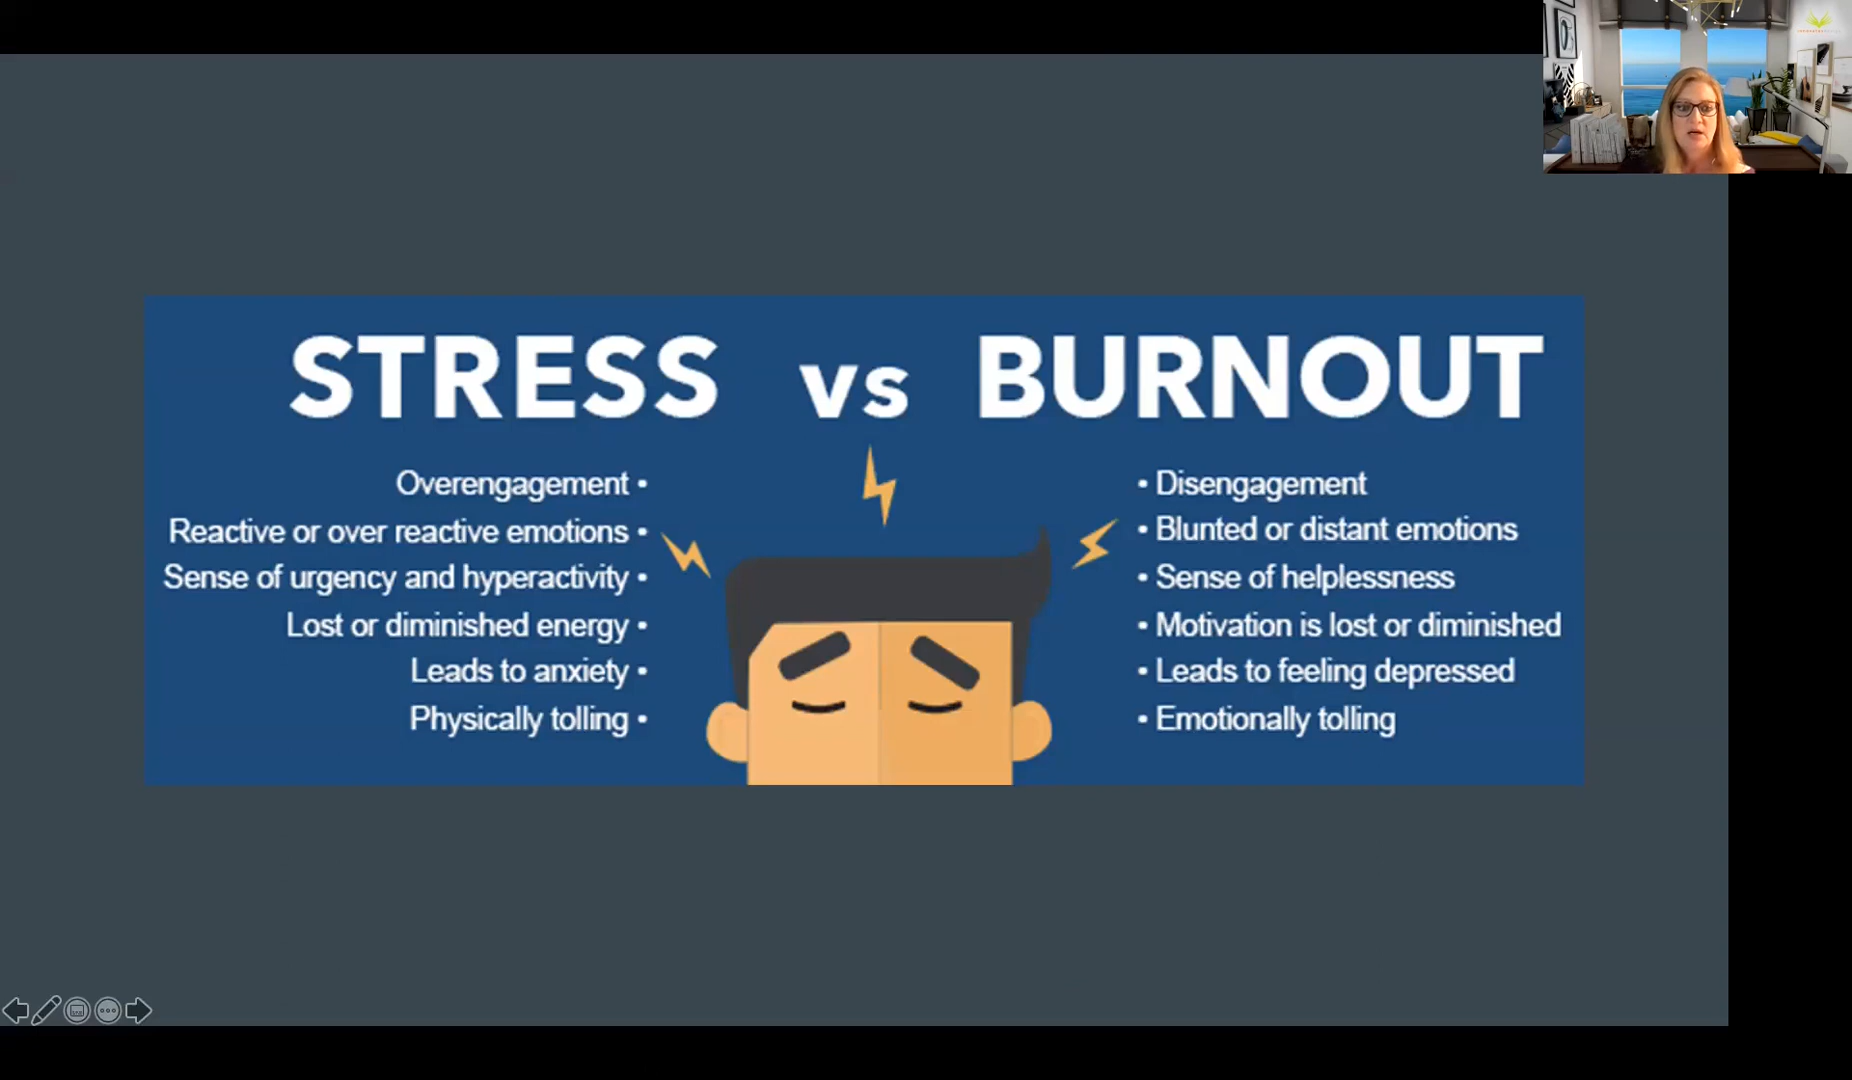 STRESS vs BURNOUT
Overengagement •
Reactive or over reactive emotions •
Sense of urgency and hyperactivity •
Lost or diminished energy •
Leads to anxiety •
Physically tolling •
• Disengagement
• Blunted or distant emotions
• Sense of helplessness
• Motivation is lost or diminished
• Leads to feeling depressed
• Emotionally tolling